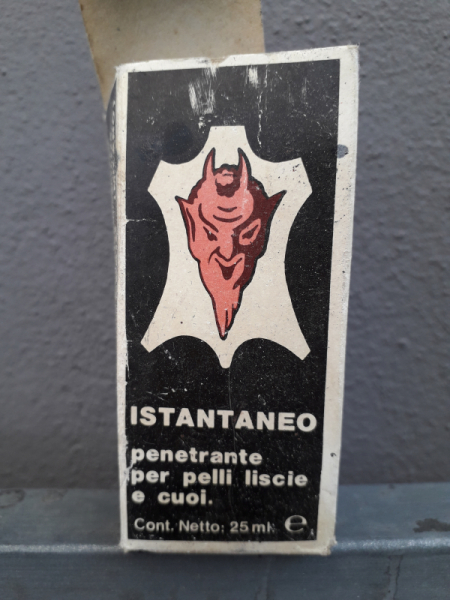 ISTANTANEO
penetrante
per pelli liscie
e cuoi.
Cont. Netto: 25 ml. ℮